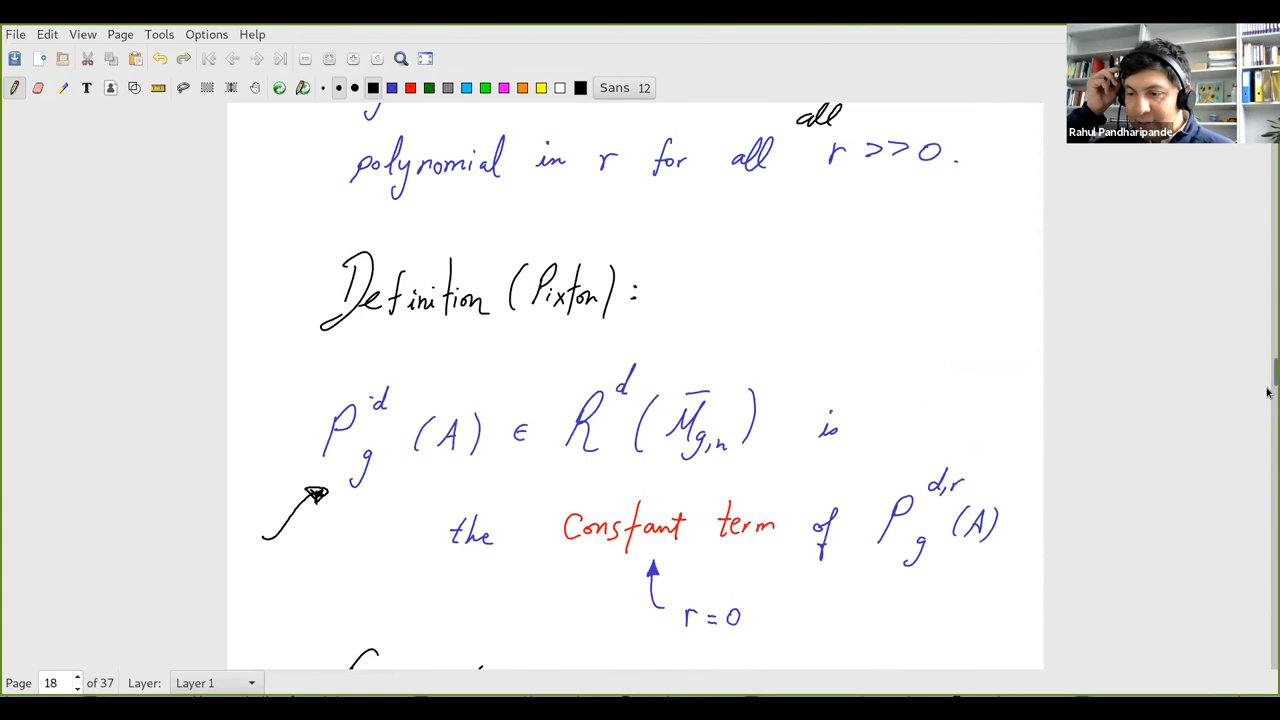 File Edit View Page Tools Options Help
Sans 12
Rahul Pandharipande
all
polynomial in r for all r >> 0.
Definition (Pixton):
P_g^d (A) ∈ R^d (M̄_{g,n}) is
the Constant term of P_g^{d,r} (A)
r = 0
Page 18 of 37 Layer: Layer 1